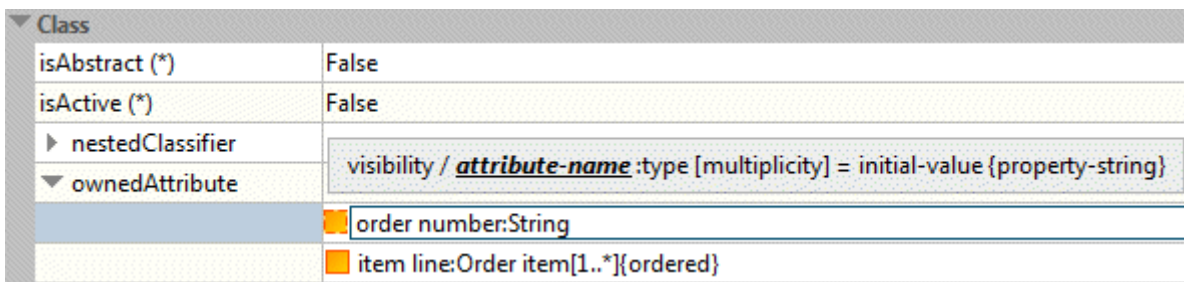 Class
isAbstract (*) False
isActive (*) False
nestedClassifier
visibility / attribute-name :type [multiplicity] = initial-value {property-string}
ownedAttribute
order number:String
item line:Order item[1..*]{ordered}